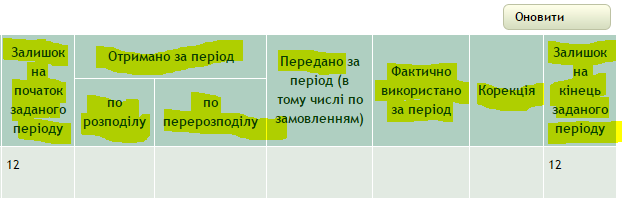 Оновити
Залишок
на
початок
заданого
періоду
Отримано за період
по
розподілу
по
перерозподілу
Передано за
період (в
тому числі по
замовленням)
Фактично
використано
за період
Корекція
Залишок
на
кінець
заданого
періоду
12
12